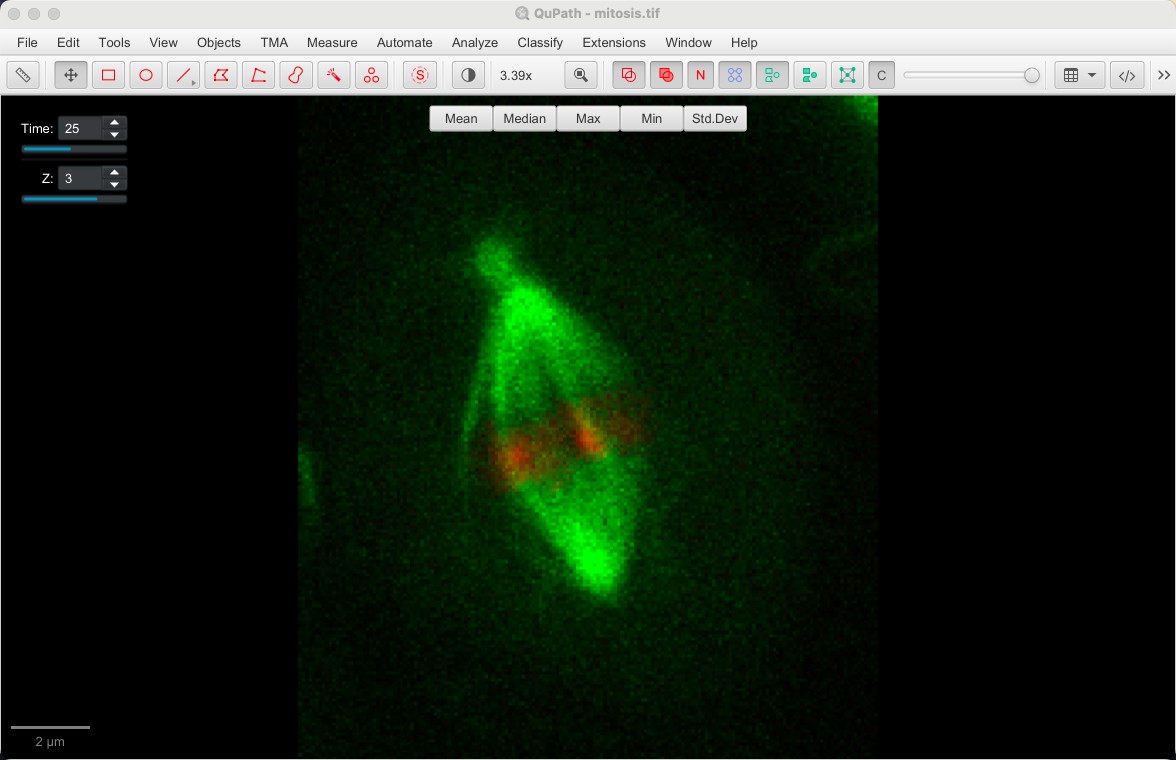 QuPath - mitosis.tif
File Edit Tools View Objects TMA Measure Automate Analyze Classify Extensions Window Help
S 3.39x N C </> >>
Mean Median Max Min Std.Dev
Time: 25
Z: 3
2 µm